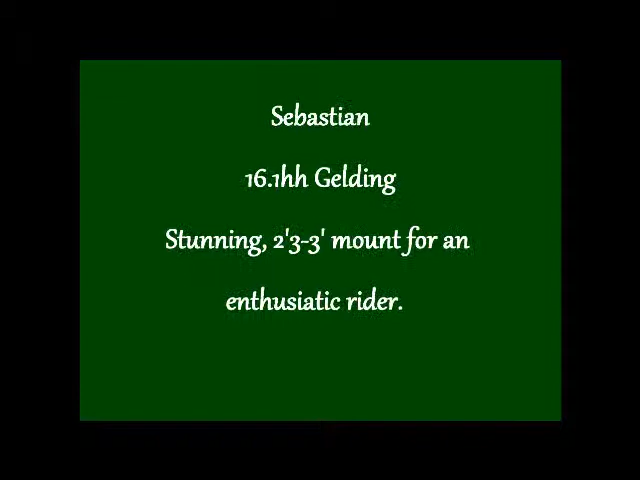 Sebastian
16.1hh Gelding
Stunning, 2'3-3' mount for an
enthusiatic rider.